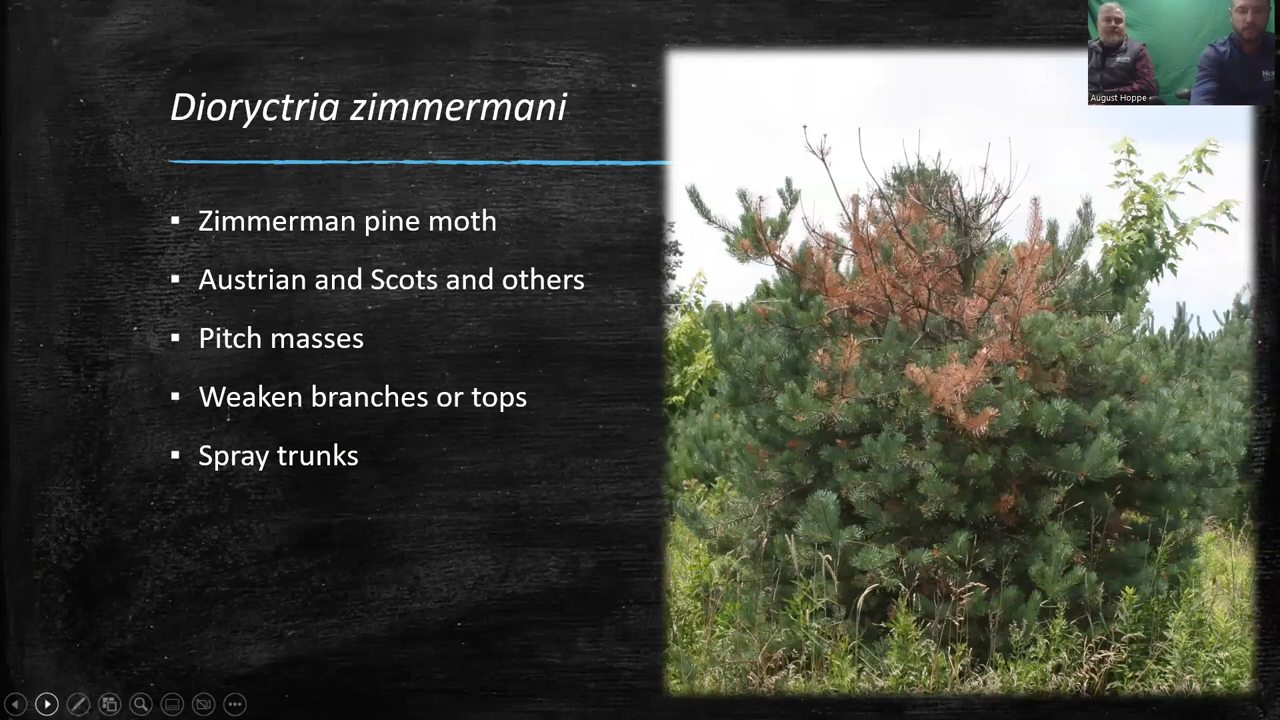 Dioryctria zimmermani
▪ Zimmerman pine moth
▪ Austrian and Scots and others
▪ Pitch masses
▪ Weaken branches or tops
▪ Spray trunks
August Hoppe